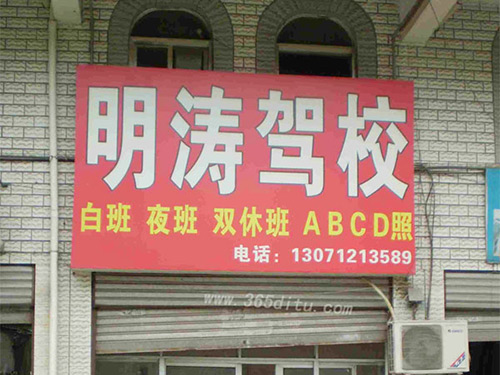 明涛驾校
白班 夜班 双休班 ABCD照
电话：13071213589
www.365ditu.com